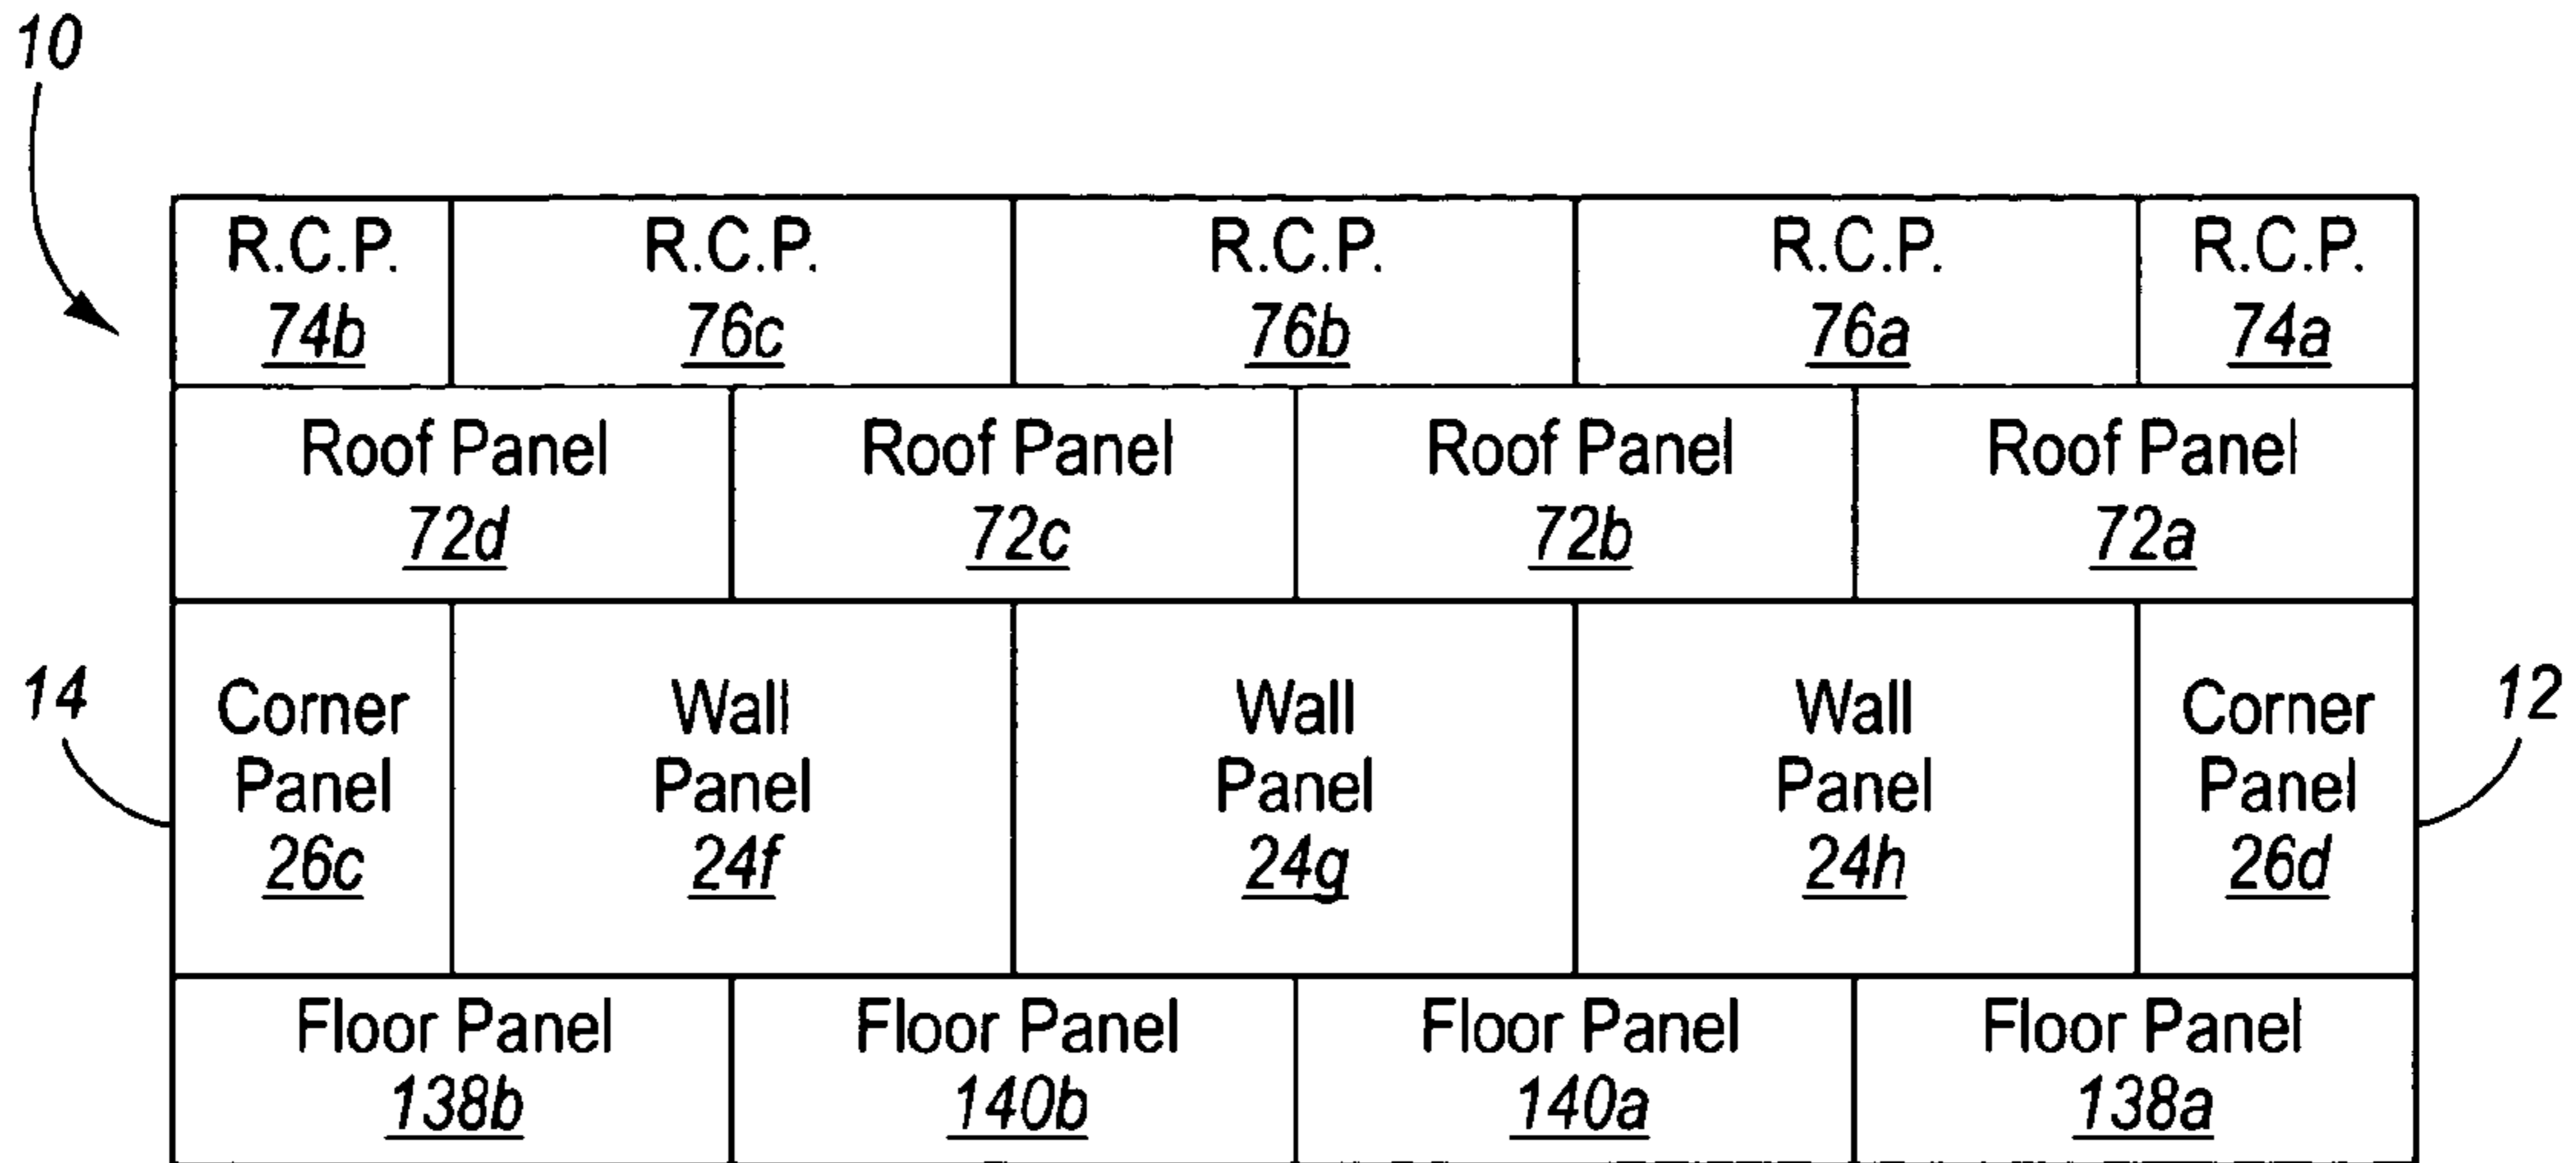 10
R.C.P. R.C.P. R.C.P. R.C.P. R.C.P.
74b 76c 76b 76a 74a
Roof Panel Roof Panel Roof Panel Roof Panel
72d 72c 72b 72a
14 12
Corner Wall Wall Wall Corner
Panel Panel Panel Panel Panel
26c 24f 24g 24h 26d
Floor Panel Floor Panel Floor Panel Floor Panel
138b 140b 140a 138a